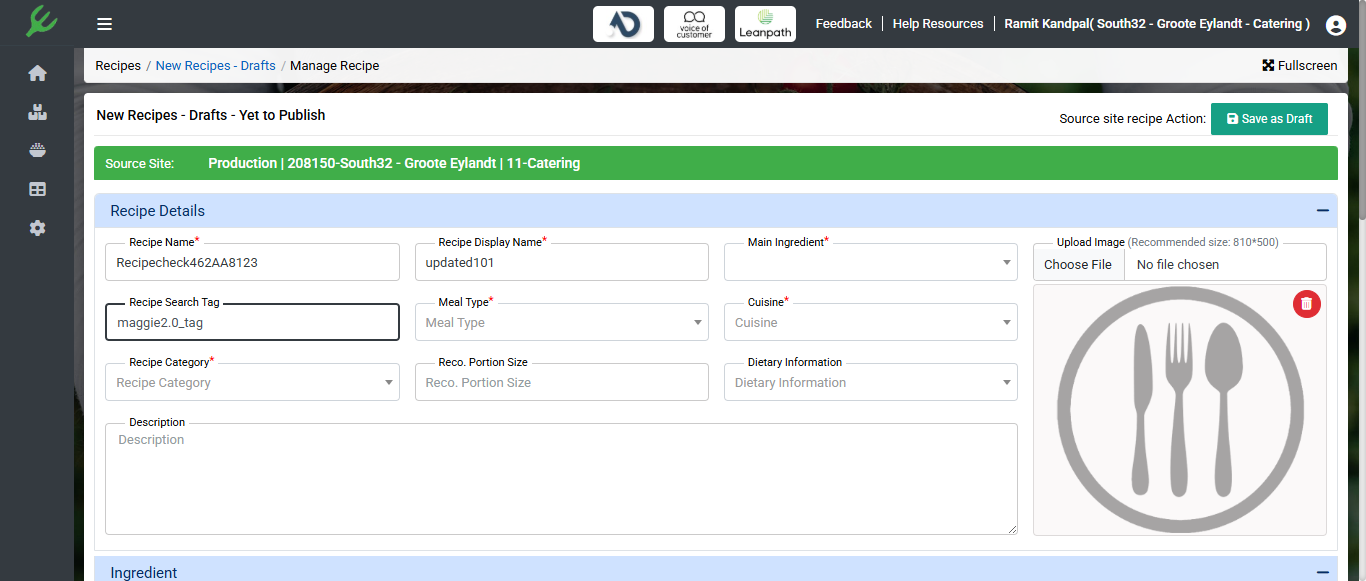 voice of
customer
Leanpath
Feedback
Help Resources
Ramit Kandpal( South32 - Groote Eylandt - Catering )
Recipes / New Recipes - Drafts / Manage Recipe
Fullscreen
New Recipes - Drafts - Yet to Publish
Source site recipe Action:
Save as Draft
Source Site: Production | 208150-South32 - Groote Eylandt | 11-Catering
Recipe Details
Recipe Name*
Recipecheck462AA8123
Recipe Display Name*
updated101
Main Ingredient*
Upload Image (Recommended size: 810*500)
Choose File No file chosen
Recipe Search Tag
maggie2.0_tag
Meal Type*
Meal Type
Cuisine*
Cuisine
Recipe Category*
Recipe Category
Reco. Portion Size
Reco. Portion Size
Dietary Information
Dietary Information
Description
Description
Ingredient